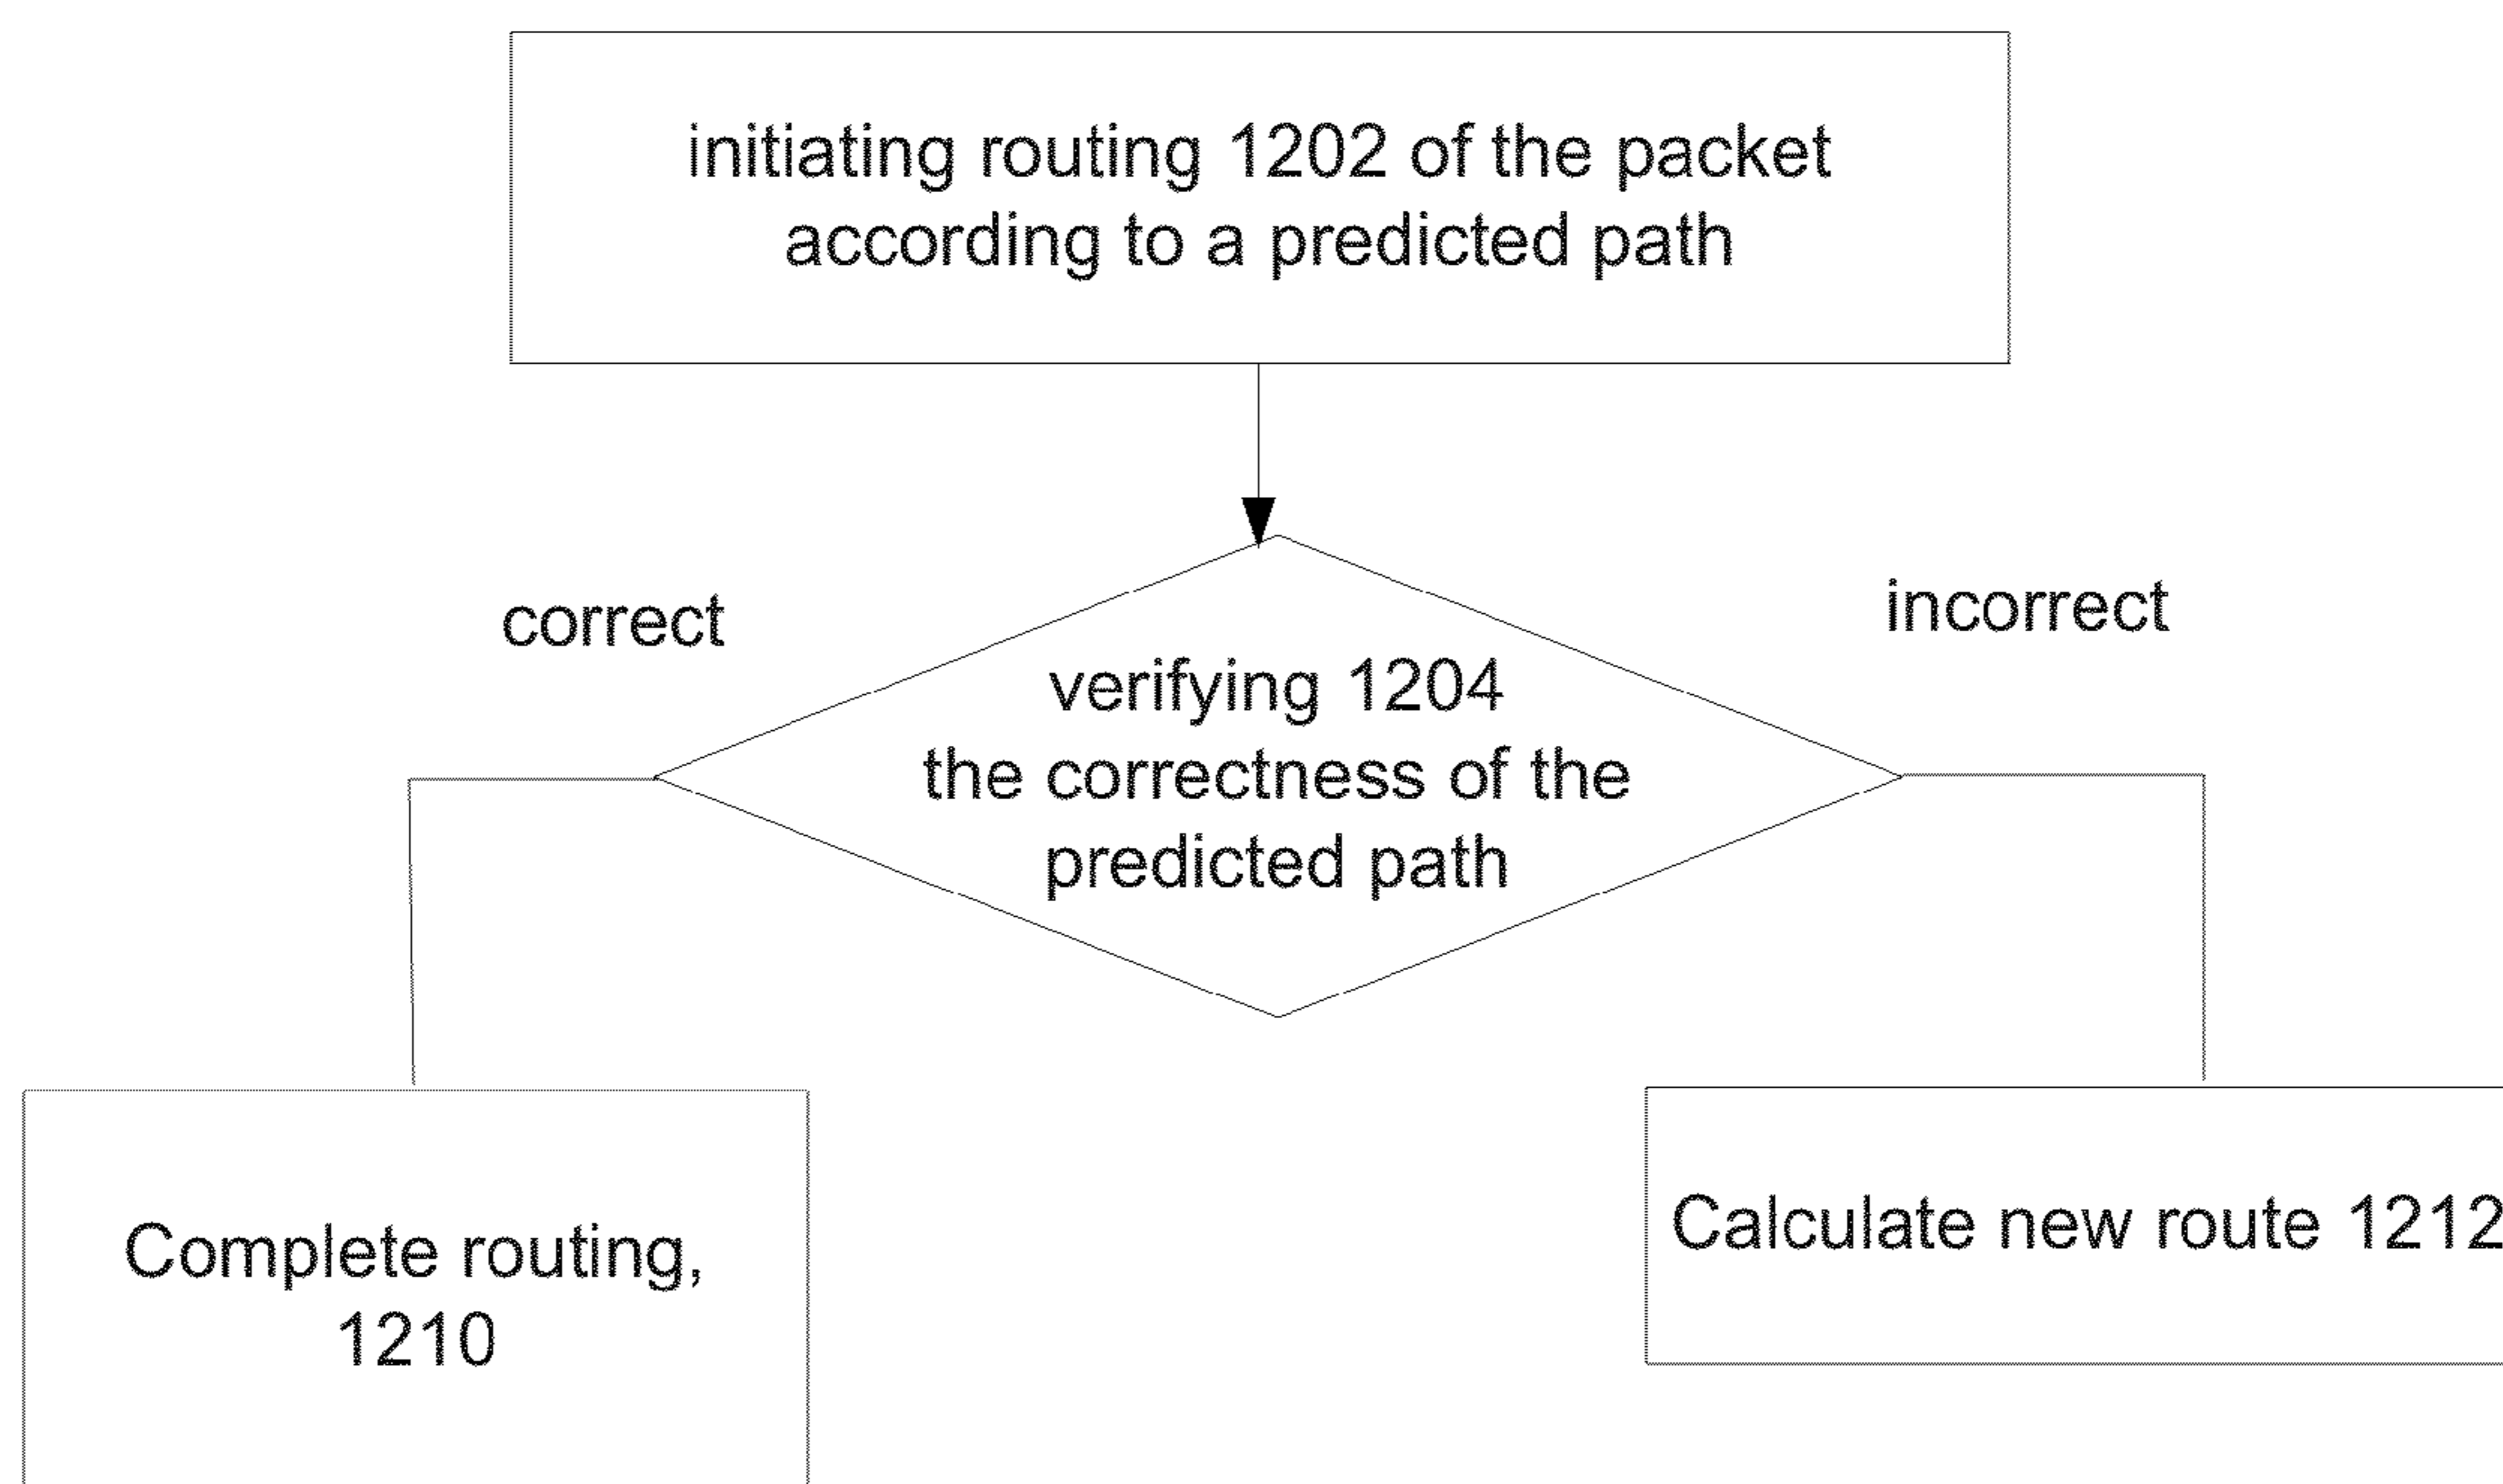 initiating routing 1202 of the packet
according to a predicted path
correct
incorrect
verifying 1204
the correctness of the
predicted path
Complete routing,
1210
Calculate new route 1212